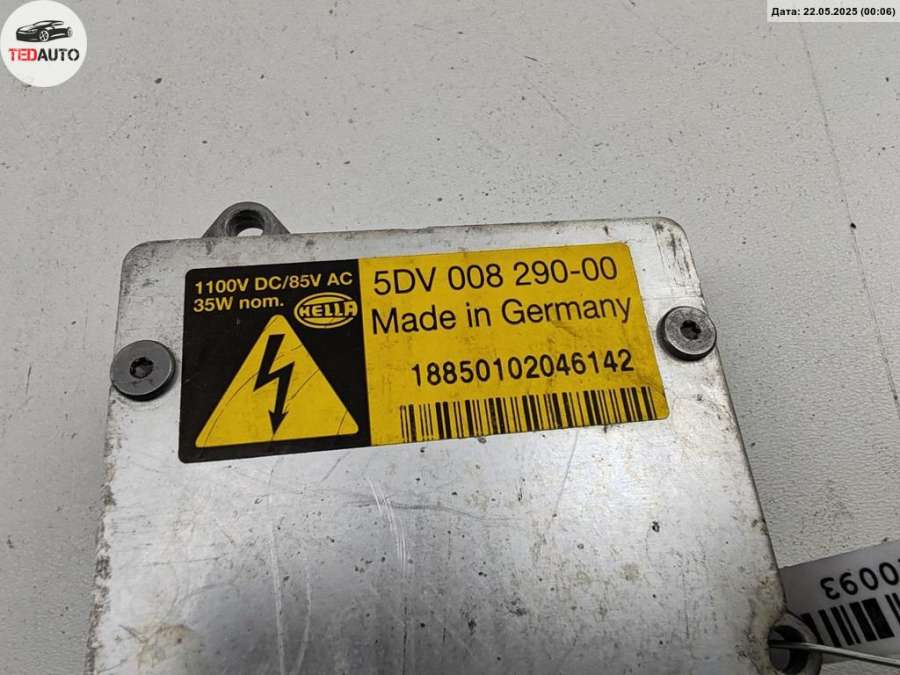 Дата: 22.05.2025 (00:06)
TEDAUTO
1100V DC/85V AC
35W nom.
HELLA
5DV 008 290-00
Made in Germany
18850102046142
0093